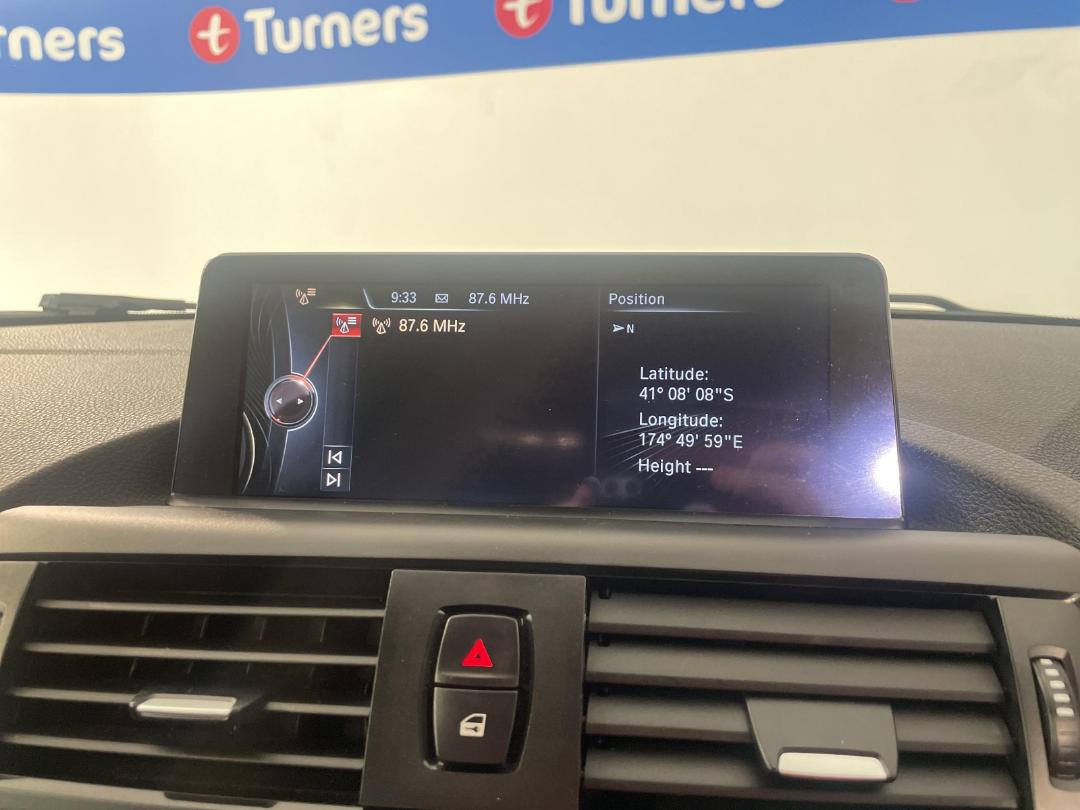 rners
Turners
Turners
9:33
87.6 MHz
87.6 MHz
Position
N
Latitude:
41° 08' 08"S
Longitude:
174° 49' 59"E
Height ---